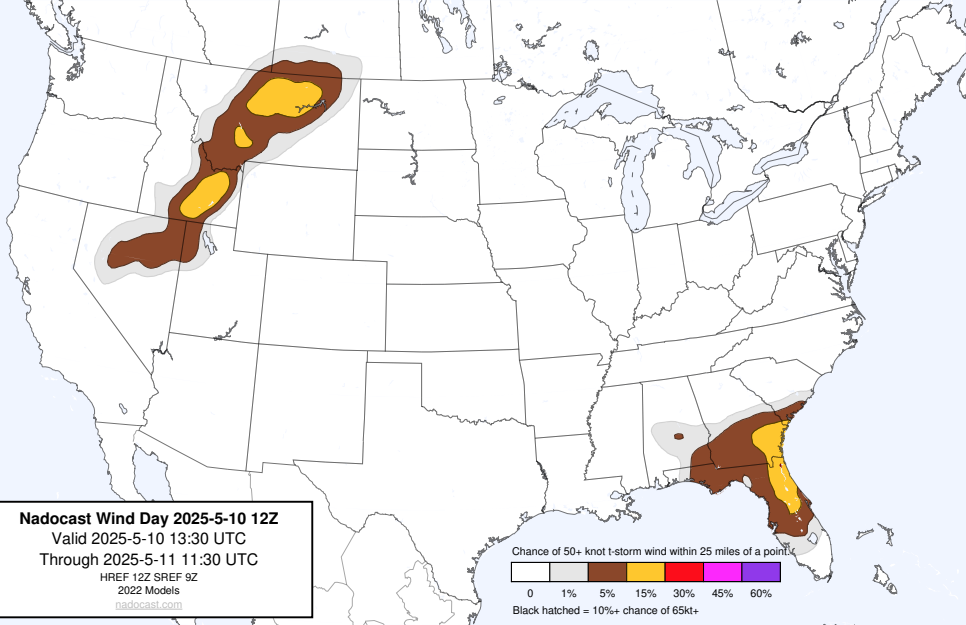 Nadocast Wind Day 2025-5-10 12Z
Valid 2025-5-10 13:30 UTC
Through 2025-5-11 11:30 UTC
HREF 12Z SREF 9Z
2022 Models
nadocast.com
Chance of 50+ knot t-storm wind within 25 miles of a point.
0 1% 5% 15% 30% 45% 60%
Black hatched = 10%+ chance of 65kt+